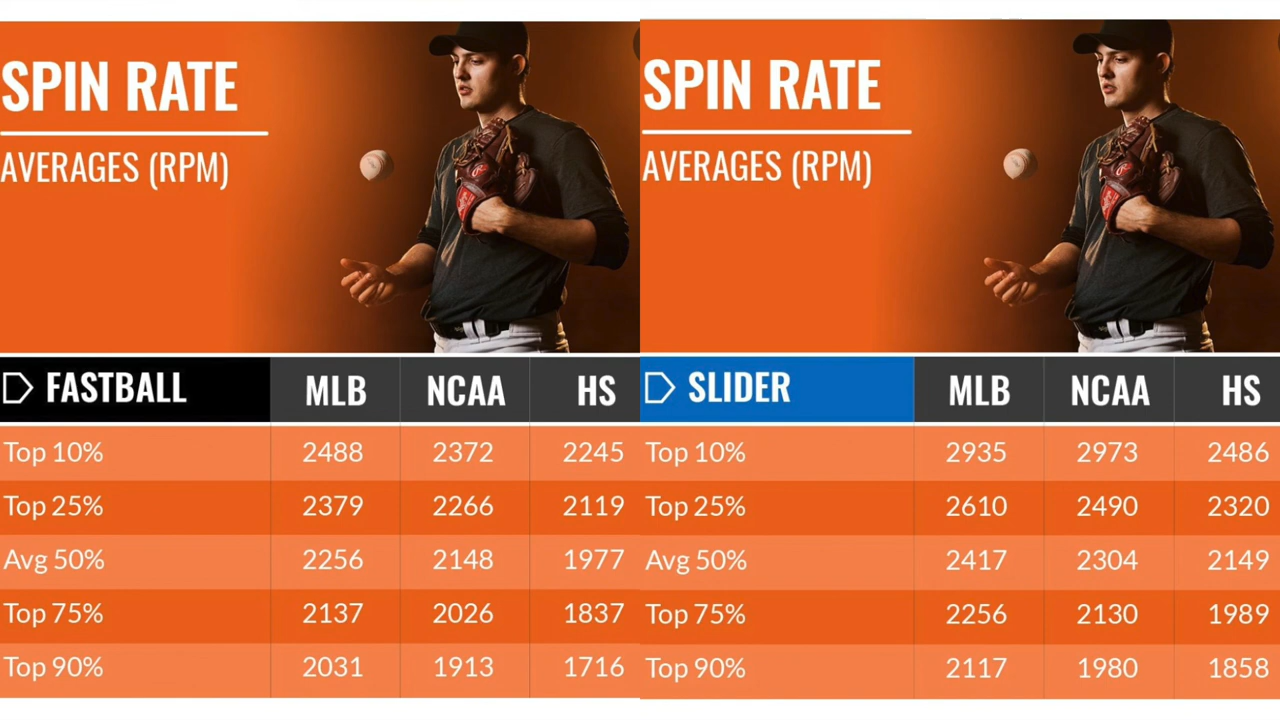 SPIN RATE
AVERAGES (RPM)
FASTBALL MLB NCAA HS
Top 10% 2488 2372 2245
Top 25% 2379 2266 2119
Avg 50% 2256 2148 1977
Top 75% 2137 2026 1837
Top 90% 2031 1913 1716
SPIN RATE
AVERAGES (RPM)
SLIDER MLB NCAA HS
Top 10% 2935 2973 2486
Top 25% 2610 2490 2320
Avg 50% 2417 2304 2149
Top 75% 2256 2130 1989
Top 90% 2117 1980 1858